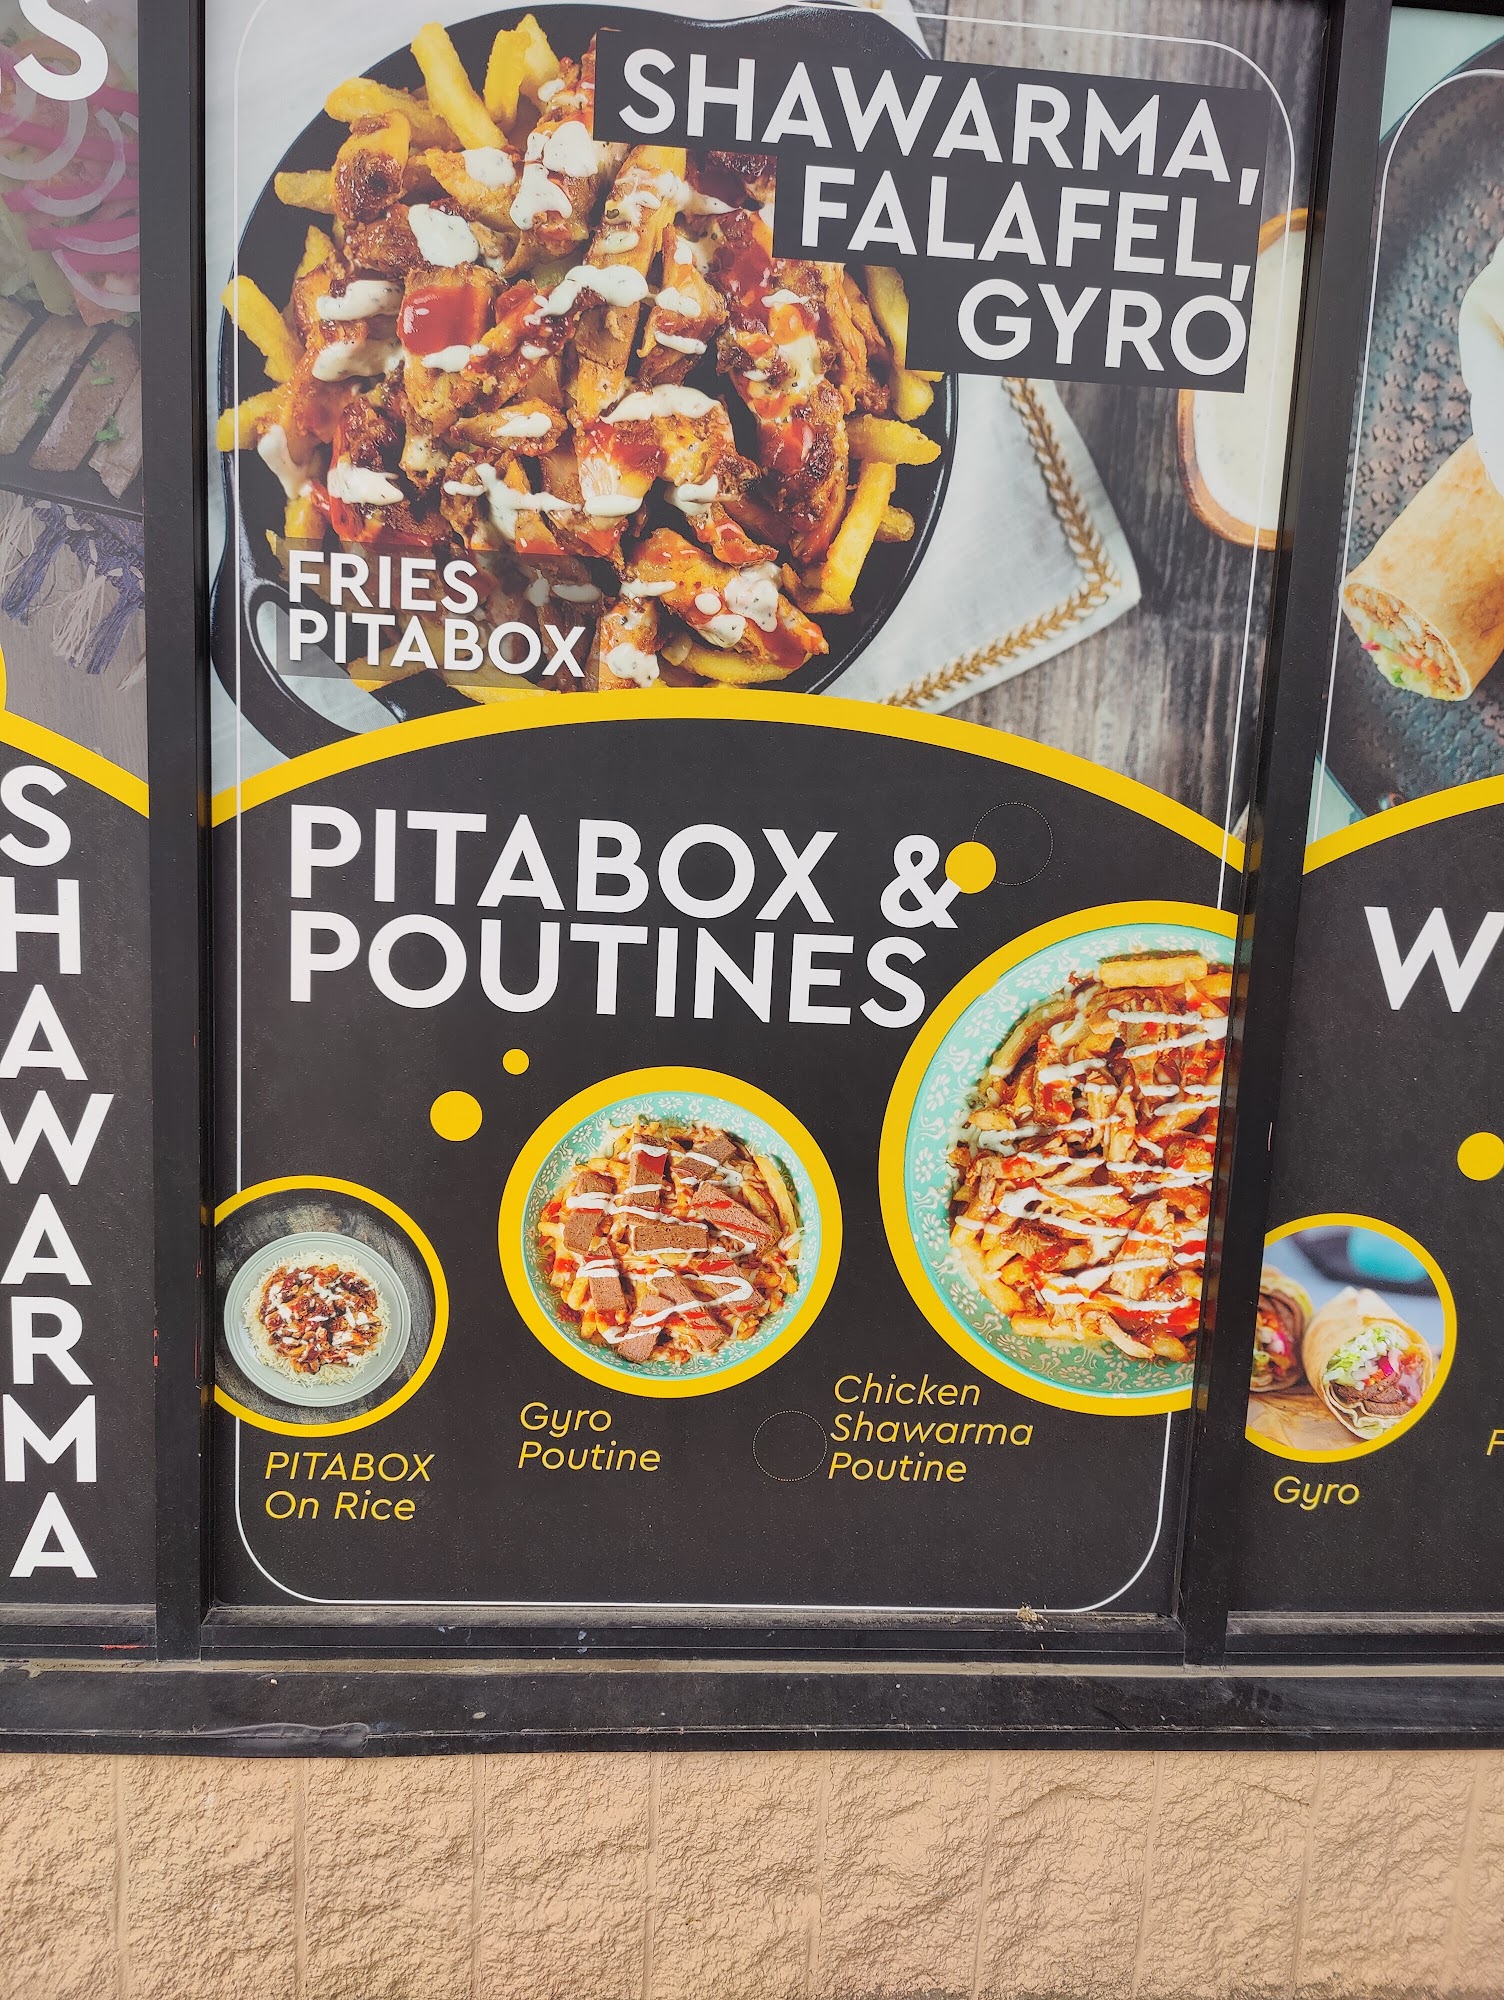 S
SHAWARMA
SHAWARMA,
FALAFEL,
GYRO
FRIES
PITABOX
PITABOX &
POUTINES
PITABOX
On Rice
Gyro
Poutine
Chicken
Shawarma
Poutine
W
Gyro
F